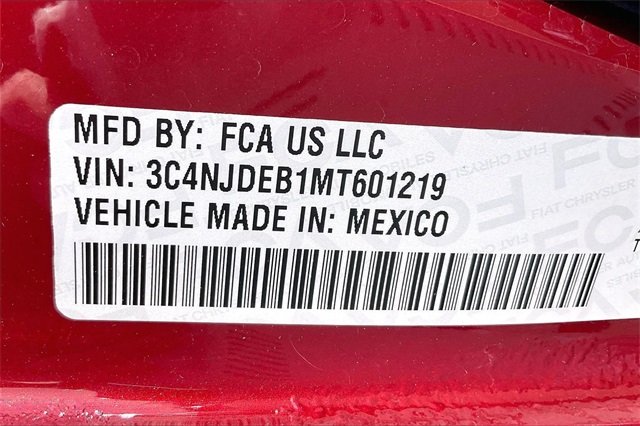 MFD BY: FCA US LLC
VIN: 3C4NJDEB1MT601219
VEHICLE MADE IN: MEXICO